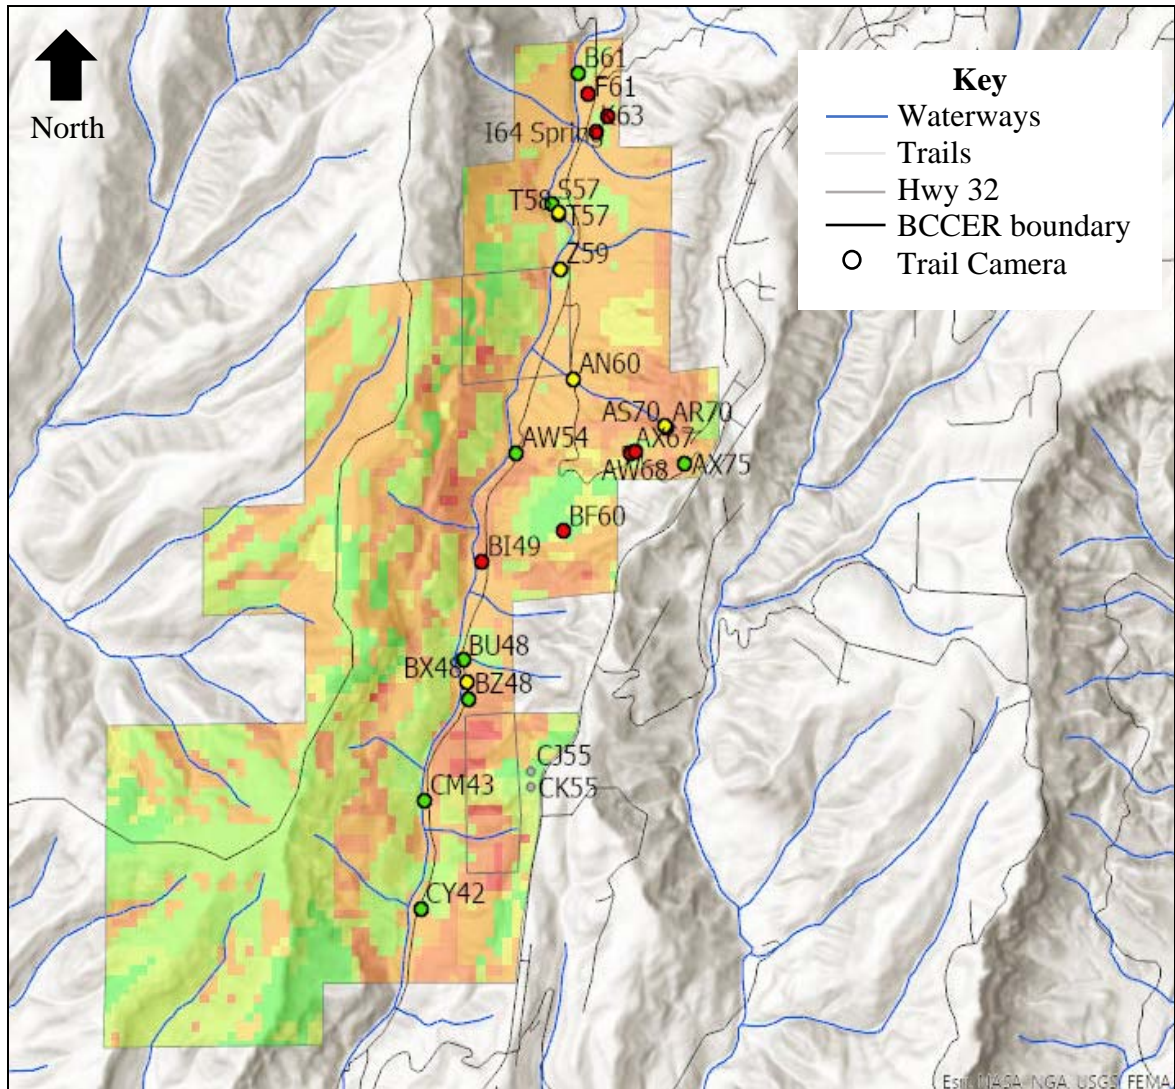 North
Key
Waterways
Trails
Hwy 32
BCCER boundary
Trail Camera
B61
F61
I64 Spring
T58
S57
T57
Z59
AN60
AS70
AR70
AX67
AW68
AX75
AW54
BF60
BI49
BU48
BX48
BZ48
CJ55
CK55
CM43
CY42
Esri, NASA, NGA, USGS, FEMA